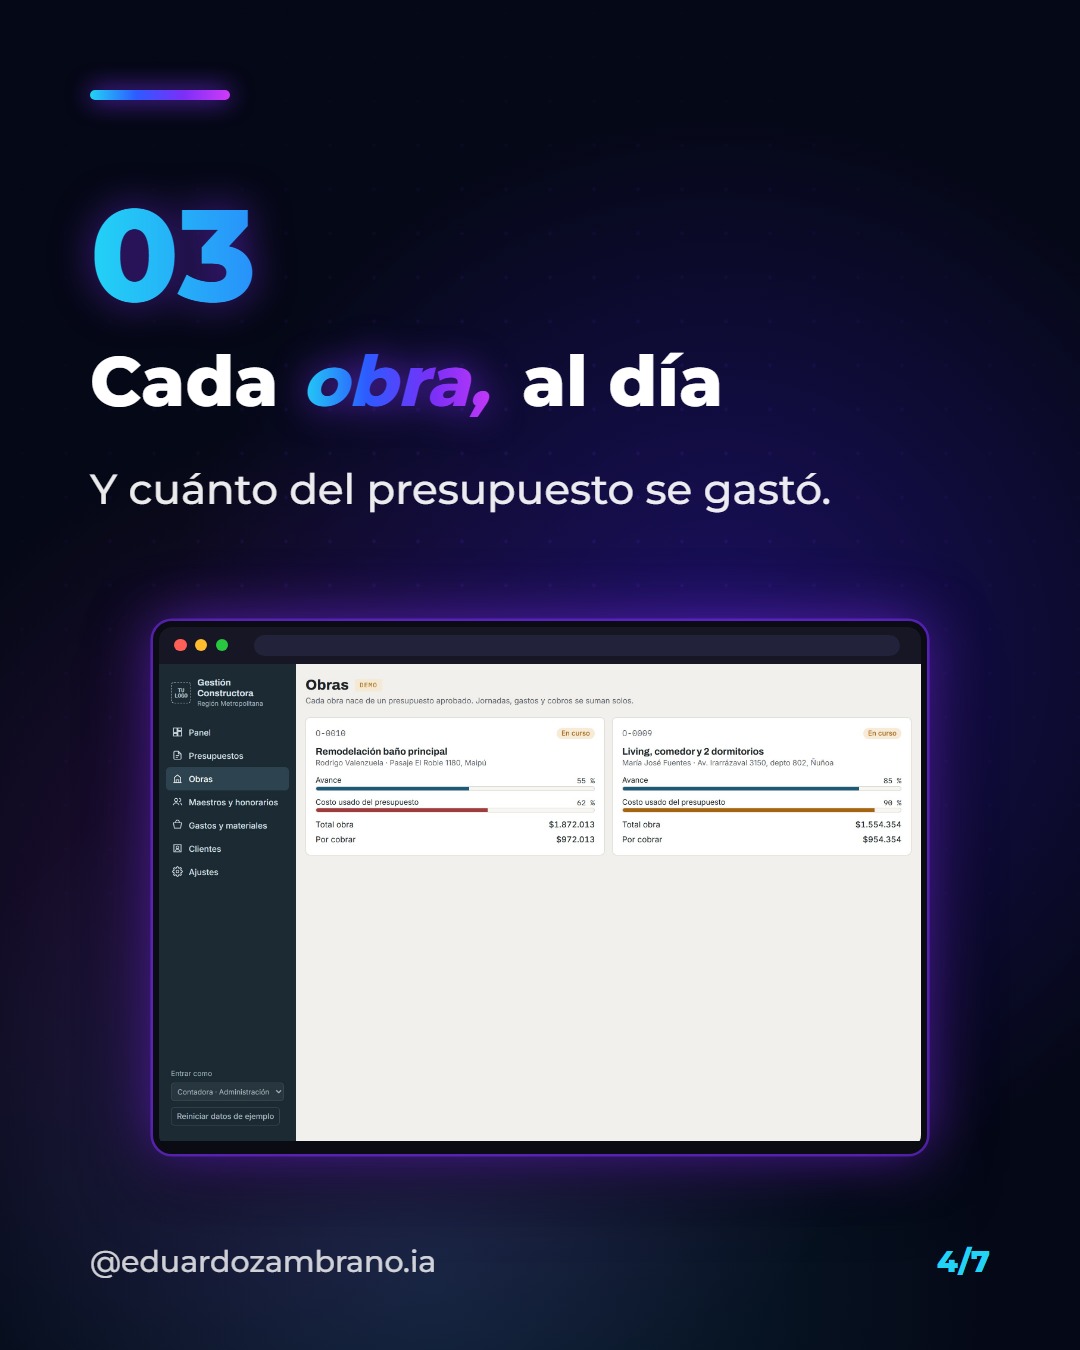 03
Cada obra, al día
Y cuánto del presupuesto se gastó.
TU
LOGO
Gestión
Constructora
Región Metropolitana
Panel
Presupuestos
Obras
Maestros y honorarios
Gastos y materiales
Clientes
Ajustes
Entrar como
Contadora · Administración
Reiniciar datos de ejemplo
Obras DEMO
Cada obra nace de un presupuesto aprobado. Jornadas, gastos y cobros se suman solos.
O-0010 En curso
Remodelación baño principal
Rodrigo Valenzuela · Pasaje El Roble 1180, Maipú
Avance 55 %
Costo usado del presupuesto 62 %
Total obra $1.872.013
Por cobrar $972.013
O-0009 En curso
Living, comedor y 2 dormitorios
María José Fuentes · Av. Irarrázaval 3150, depto 802, Ñuñoa
Avance 85 %
Costo usado del presupuesto 90 %
Total obra $1.554.354
Por cobrar $954.354
@eduardozambrano.ia
4/7